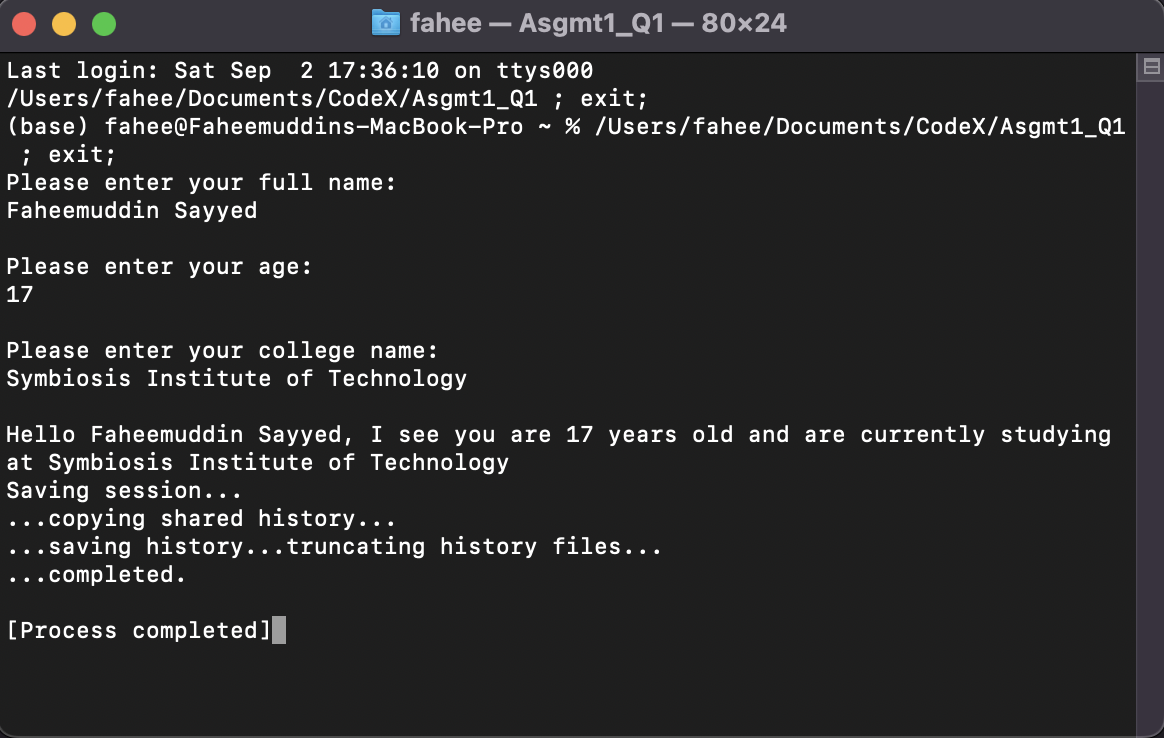 fahee — Asgmt1_Q1 — 80×24
Last login: Sat Sep  2 17:36:10 on ttys000
/Users/fahee/Documents/CodeX/Asgmt1_Q1 ; exit;
(base) fahee@Faheemuddins-MacBook-Pro ~ % /Users/fahee/Documents/CodeX/Asgmt1_Q1
 ; exit;
Please enter your full name:
Faheemuddin Sayyed
Please enter your age:
17
Please enter your college name:
Symbiosis Institute of Technology
Hello Faheemuddin Sayyed, I see you are 17 years old and are currently studying
at Symbiosis Institute of Technology
Saving session...
...copying shared history...
...saving history...truncating history files...
...completed.
[Process completed]